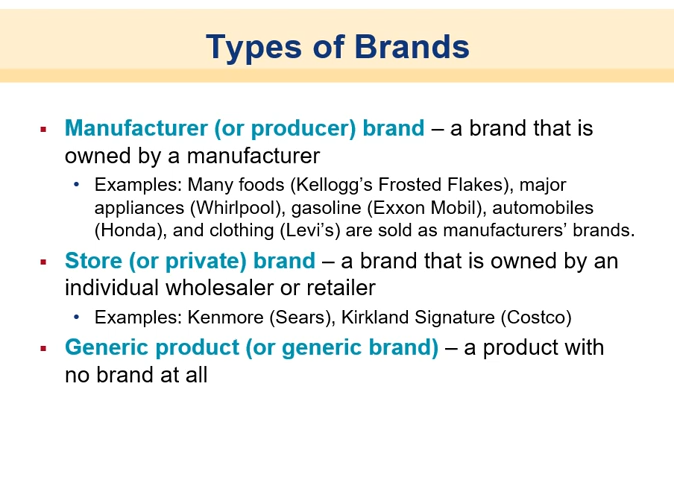 Types of Brands
▪ Manufacturer (or producer) brand – a brand that is
owned by a manufacturer
• Examples: Many foods (Kellogg’s Frosted Flakes), major
appliances (Whirlpool), gasoline (Exxon Mobil), automobiles
(Honda), and clothing (Levi’s) are sold as manufacturers’ brands.
▪ Store (or private) brand – a brand that is owned by an
individual wholesaler or retailer
• Examples: Kenmore (Sears), Kirkland Signature (Costco)
▪ Generic product (or generic brand) – a product with
no brand at all